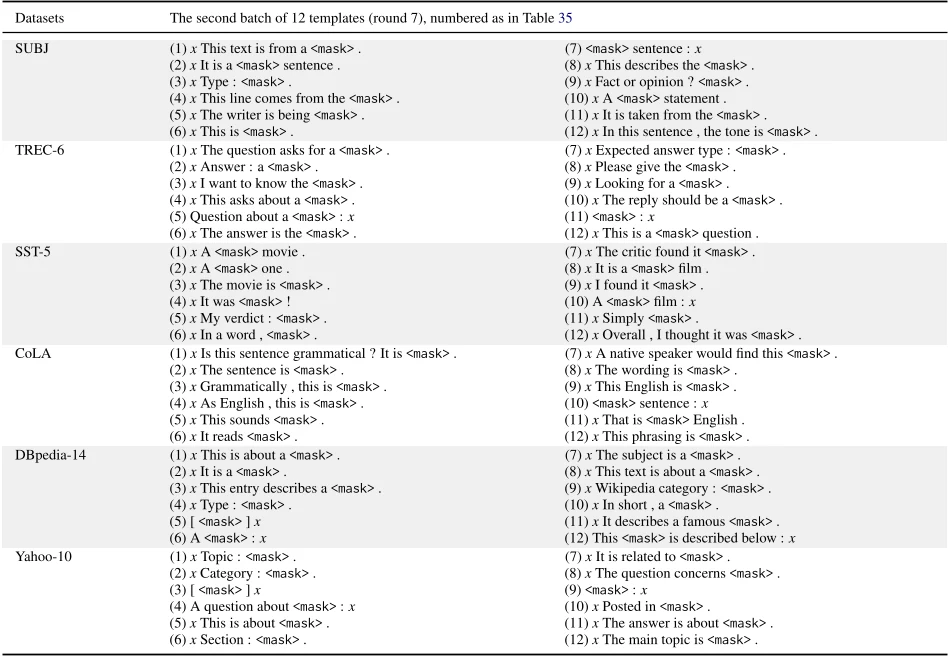 Datasets The second batch of 12 templates (round 7), numbered as in Table 35
SUBJ (1) x This text is from a <mask> . (7) <mask> sentence : x
(2) x It is a <mask> sentence . (8) x This describes the <mask> .
(3) x Type : <mask> . (9) x Fact or opinion ? <mask> .
(4) x This line comes from the <mask> . (10) x A <mask> statement .
(5) x The writer is being <mask> . (11) x It is taken from the <mask> .
(6) x This is <mask> . (12) x In this sentence , the tone is <mask> .
TREC-6 (1) x The question asks for a <mask> . (7) x Expected answer type : <mask> .
(2) x Answer : a <mask> . (8) x Please give the <mask> .
(3) x I want to know the <mask> . (9) x Looking for a <mask> .
(4) x This asks about a <mask> . (10) x The reply should be a <mask> .
(5) Question about a <mask> : x (11) <mask> : x
(6) x The answer is the <mask> . (12) x This is a <mask> question .
SST-5 (1) x A <mask> movie . (7) x The critic found it <mask> .
(2) x A <mask> one . (8) x It is a <mask> film .
(3) x The movie is <mask> . (9) x I found it <mask> .
(4) x It was <mask> ! (10) A <mask> film : x
(5) x My verdict : <mask> . (11) x Simply <mask> .
(6) x In a word , <mask> . (12) x Overall , I thought it was <mask> .
CoLA (1) x Is this sentence grammatical ? It is <mask> . (7) x A native speaker would find this <mask> .
(2) x The sentence is <mask> . (8) x The wording is <mask> .
(3) x Grammatically , this is <mask> . (9) x This English is <mask> .
(4) x As English , this is <mask> . (10) <mask> sentence : x
(5) x This sounds <mask> . (11) x That is <mask> English .
(6) x It reads <mask> . (12) x This phrasing is <mask> .
DBpedia-14 (1) x This is about a <mask> . (7) x The subject is a <mask> .
(2) x It is a <mask> . (8) x This text is about a <mask> .
(3) x This entry describes a <mask> . (9) x Wikipedia category : <mask> .
(4) x Type : <mask> . (10) x In short , a <mask> .
(5) [ <mask> ] x (11) x It describes a famous <mask> .
(6) A <mask> : x (12) This <mask> is described below : x
Yahoo-10 (1) x Topic : <mask> . (7) x It is related to <mask> .
(2) x Category : <mask> . (8) x The question concerns <mask> .
(3) [ <mask> ] x (9) <mask> : x
(4) A question about <mask> : x (10) x Posted in <mask> .
(5) x This is about <mask> . (11) x The answer is about <mask> .
(6) x Section : <mask> . (12) x The main topic is <mask> .